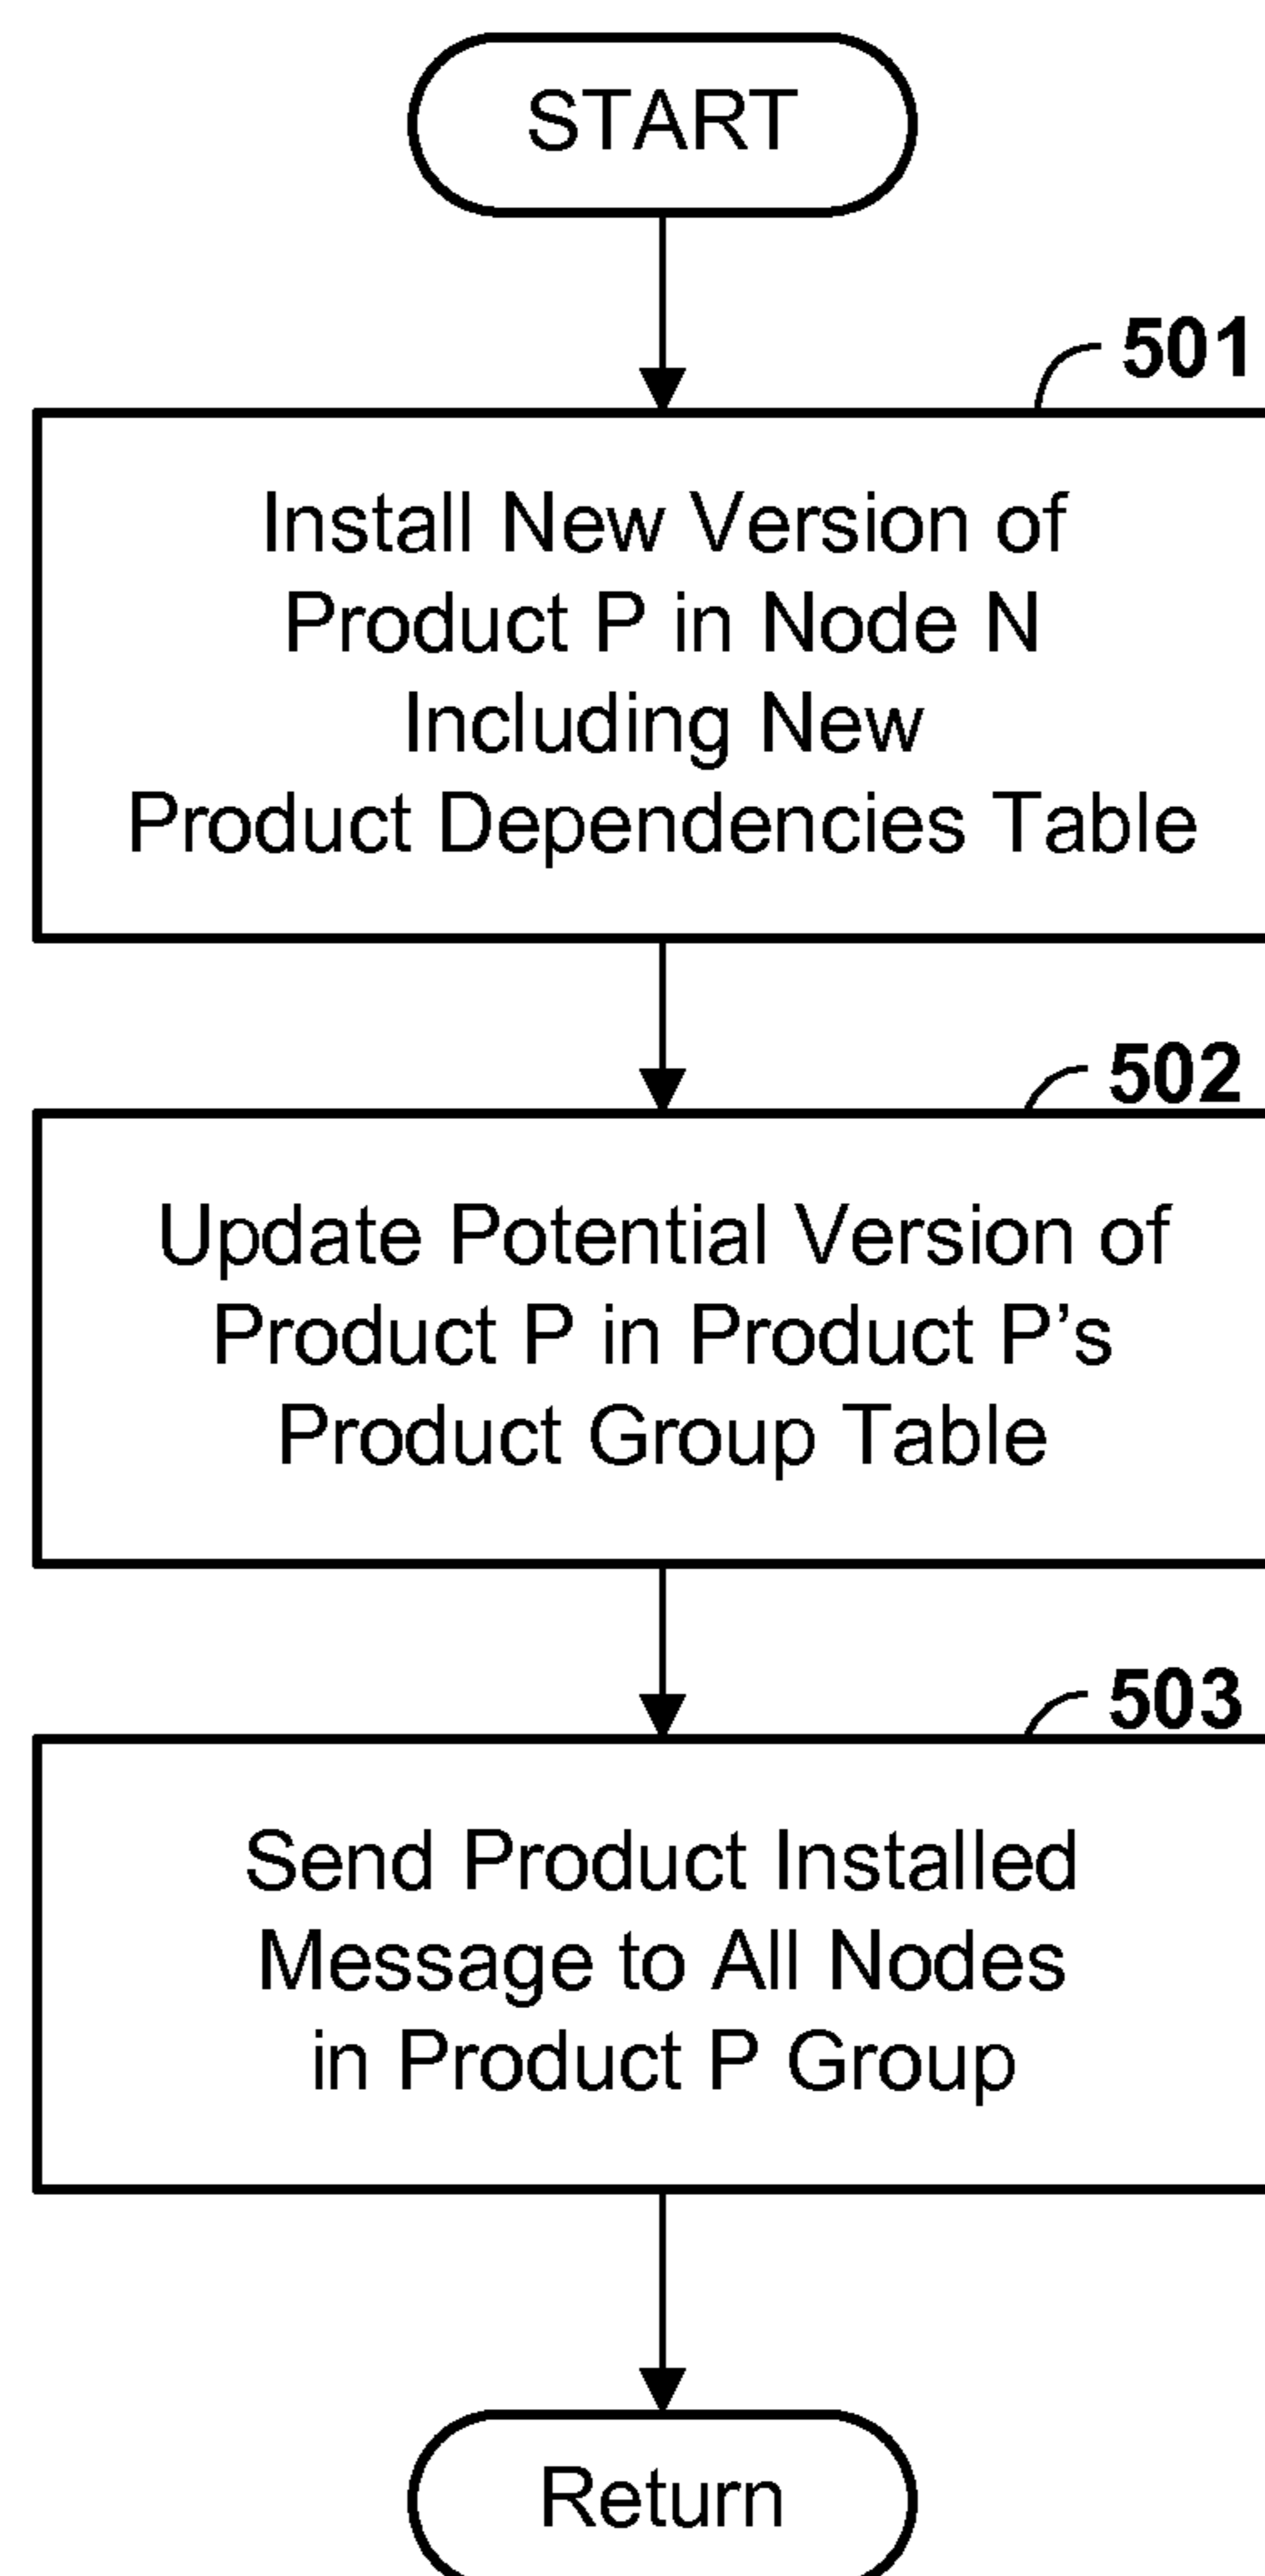 START
501
Install New Version of
Product P in Node N
Including New
Product Dependencies Table
502
Update Potential Version of
Product P in Product P’s
Product Group Table
503
Send Product Installed
Message to All Nodes
in Product P Group
Return